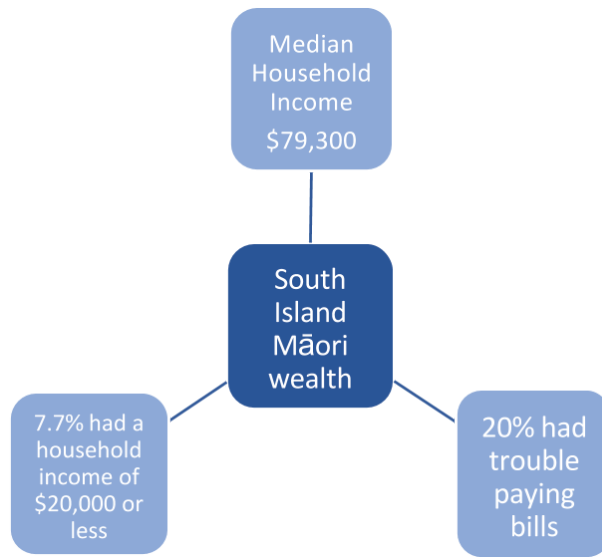 Median
Household
Income
$79,300
South
Island
Māori
wealth
7.7% had a
household
income of
$20,000 or
less
20% had
trouble
paying
bills